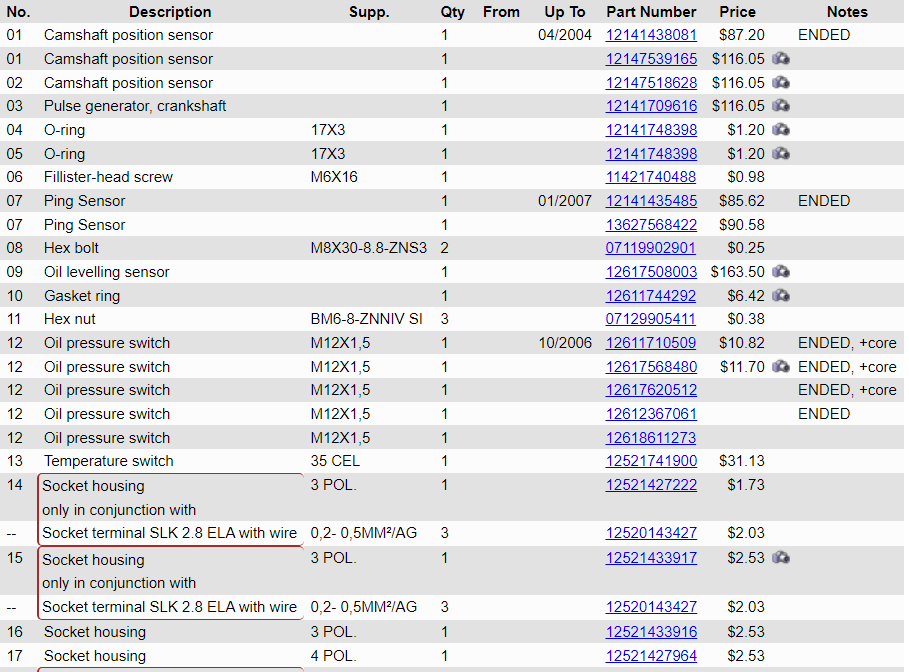 No. Description Supp. Qty From Up To Part Number Price Notes
01 Camshaft position sensor 1 04/2004 12141438081 $87.20 ENDED
01 Camshaft position sensor 1 12147539165 $116.05
02 Camshaft position sensor 1 12147518628 $116.05
03 Pulse generator, crankshaft 1 12141709616 $116.05
04 O-ring 17X3 1 12141748398 $1.20
05 O-ring 17X3 1 12141748398 $1.20
06 Fillister-head screw M6X16 1 11421740488 $0.98
07 Ping Sensor 1 01/2007 12141435485 $85.62 ENDED
07 Ping Sensor 1 13627568422 $90.58
08 Hex bolt M8X30-8.8-ZNS3 2 07119902901 $0.25
09 Oil levelling sensor 1 12617508003 $163.50
10 Gasket ring 1 12611744292 $6.42
11 Hex nut BM6-8-ZNNIV SI 3 07129905411 $0.38
12 Oil pressure switch M12X1,5 1 10/2006 12611710509 $10.82 ENDED, +core
12 Oil pressure switch M12X1,5 1 12617568480 $11.70 ENDED, +core
12 Oil pressure switch M12X1,5 1 12617620512 ENDED, +core
12 Oil pressure switch M12X1,5 1 12612367061 ENDED
12 Oil pressure switch M12X1,5 1 12618611273
13 Temperature switch 35 CEL 1 12521741900 $31.13
14 Socket housing 3 POL. 1 12521427222 $1.73
only in conjunction with
-- Socket terminal SLK 2.8 ELA with wire 0,2- 0,5MM²/AG 3 12520143427 $2.03
15 Socket housing 3 POL. 1 12521433917 $2.53
only in conjunction with
-- Socket terminal SLK 2.8 ELA with wire 0,2- 0,5MM²/AG 3 12520143427 $2.03
16 Socket housing 3 POL. 1 12521433916 $2.53
17 Socket housing 4 POL. 1 12521427964 $2.53